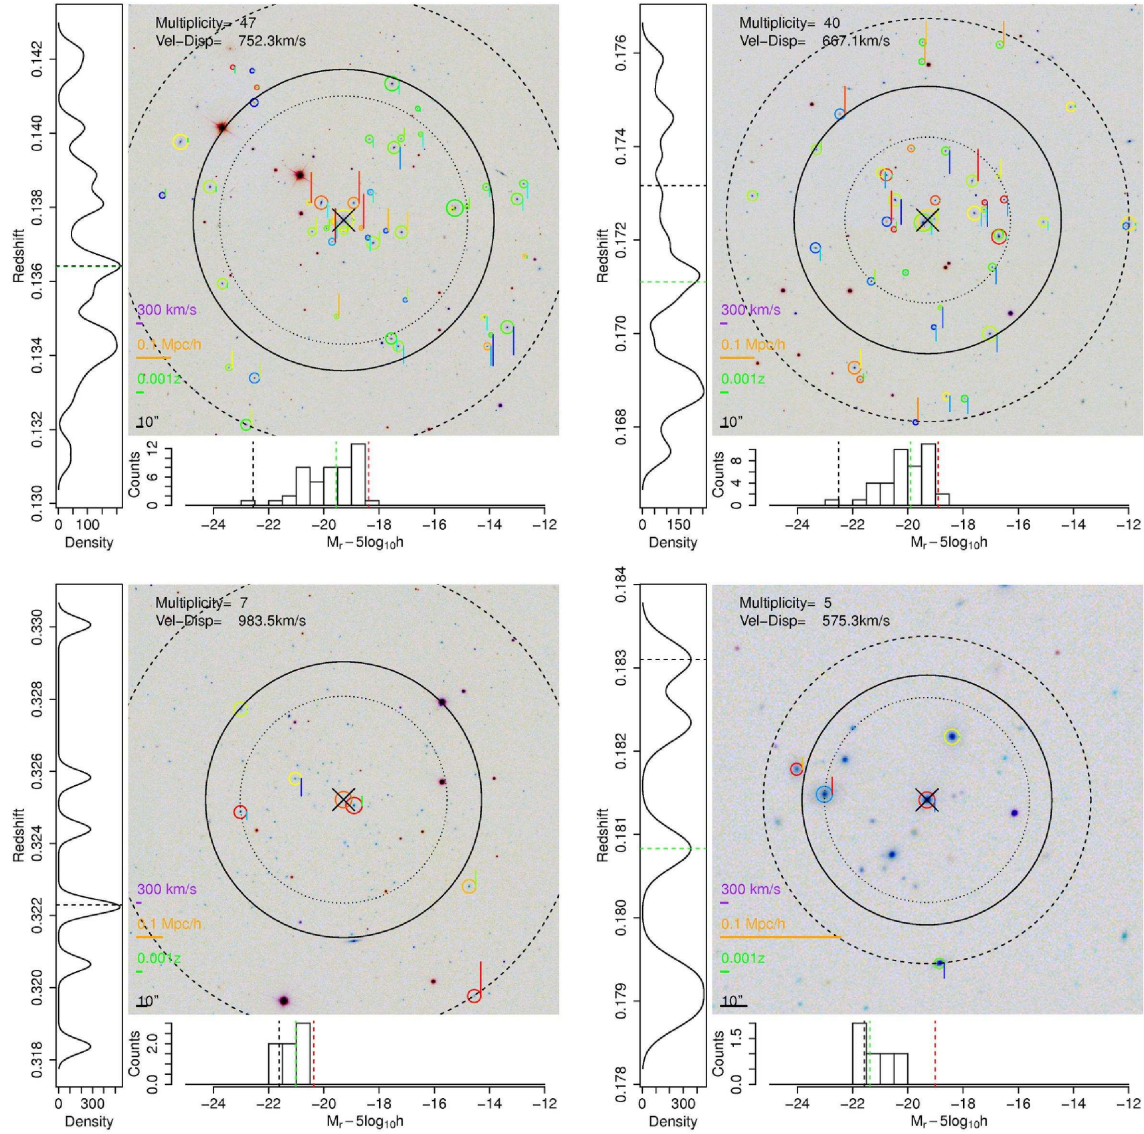 Multiplicity= 47
Vel-Disp= 752.3km/s
0.142
0.140
0.138
0.136
0.134
0.132
0.130
Redshift
0 100
Density
300 km/s
0.1 Mpc/h
0.001z
10"
Counts
12
6
0
−24 −22 −20 −18 −16 −14 −12
Mr−5log10h
Multiplicity= 40
Vel-Disp= 667.1km/s
0.176
0.174
0.172
0.170
0.168
Redshift
0 150
Density
300 km/s
0.1 Mpc/h
0.001z
10"
Counts
8
4
0
−24 −22 −20 −18 −16 −14 −12
Mr−5log10h
Multiplicity= 7
Vel-Disp= 983.5km/s
0.330
0.328
0.326
0.324
0.322
0.320
0.318
Redshift
0 300
Density
300 km/s
0.1 Mpc/h
0.001z
10"
Counts
2.0
0.0
−24 −22 −20 −18 −16 −14 −12
Mr−5log10h
Multiplicity= 5
Vel-Disp= 575.3km/s
0.184
0.183
0.182
0.181
0.180
0.179
0.178
Redshift
0 300
Density
300 km/s
0.1 Mpc/h
0.001z
10"
Counts
1.5
0.0
−24 −22 −20 −18 −16 −14 −12
Mr−5log10h